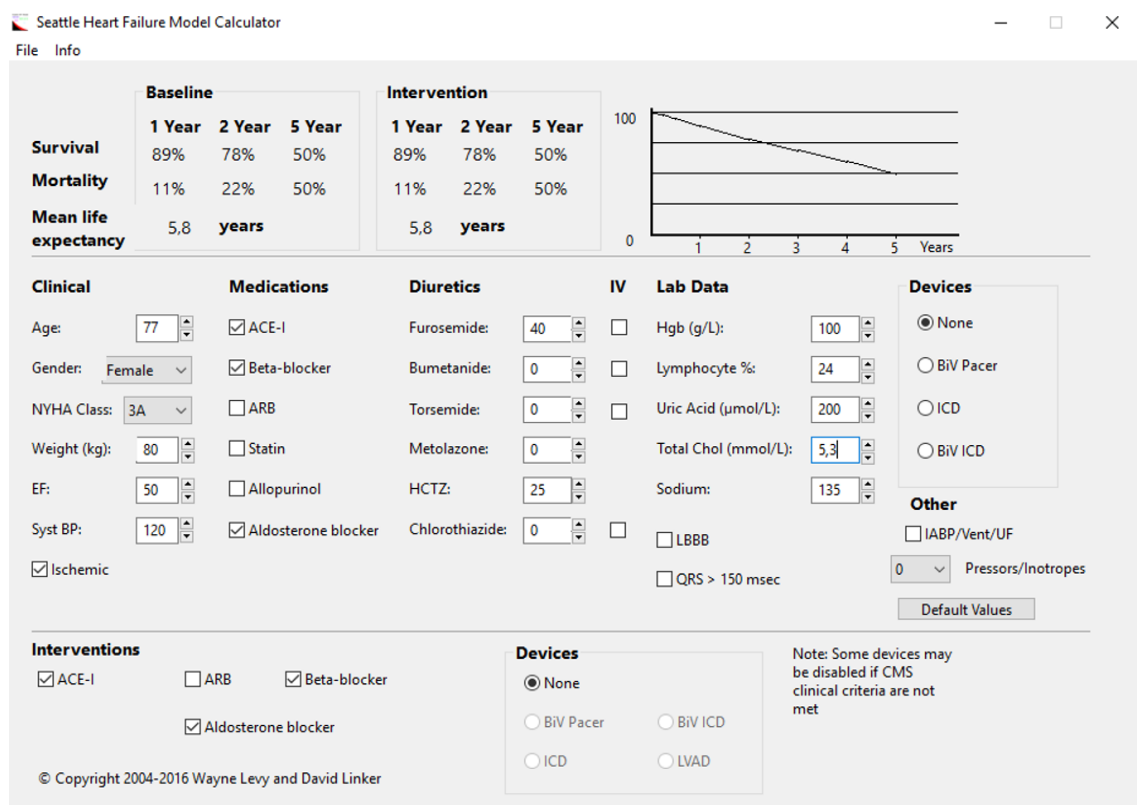 Seattle Heart Failure Model Calculator
File Info
Baseline Intervention
1 Year 2 Year 5 Year 1 Year 2 Year 5 Year
100
Survival 89% 78% 50% 89% 78% 50%
Mortality 11% 22% 50% 11% 22% 50%
Mean life
expectancy 5,8 years 5,8 years
0 1 2 3 4 5 Years
Clinical Medications Diuretics IV Lab Data Devices
Age: 77 ACE-I Furosemide: 40 Hgb (g/L): 100 None
Gender: Female Beta-blocker Bumetanide: 0 Lymphocyte %: 24 BiV Pacer
NYHA Class: 3A ARB Torsemide: 0 Uric Acid (µmol/L): 200 ICD
Weight (kg): 80 Statin Metolazone: 0 Total Chol (mmol/L): 5,3 BiV ICD
EF: 50 Allopurinol HCTZ: 25 Sodium: 135
Other
Syst BP: 120 Aldosterone blocker Chlorothiazide: 0 LBBB IABP/Vent/UF
Ischemic QRS > 150 msec 0 Pressors/Inotropes
Default Values
Interventions Devices
ACE-I ARB Beta-blocker None
Aldosterone blocker BiV Pacer BiV ICD
ICD LVAD
Note: Some devices may
be disabled if CMS
clinical criteria are not
met
© Copyright 2004-2016 Wayne Levy and David Linker